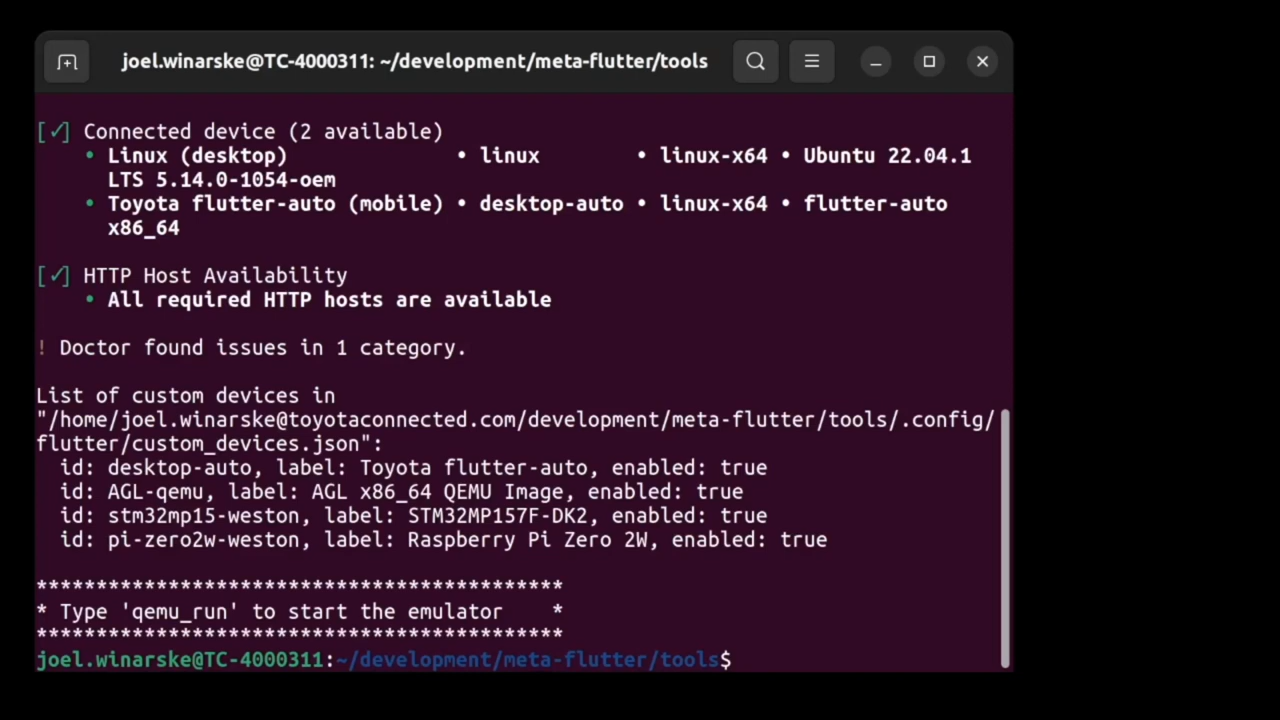 joel.winarske@TC-4000311: ~/development/meta-flutter/tools
[✓] Connected device (2 available)
• Linux (desktop) • linux • linux-x64 • Ubuntu 22.04.1
LTS 5.14.0-1054-oem
• Toyota flutter-auto (mobile) • desktop-auto • linux-x64 • flutter-auto
x86_64
[✓] HTTP Host Availability
• All required HTTP hosts are available
! Doctor found issues in 1 category.
List of custom devices in
"/home/joel.winarske@toyotaconnected.com/development/meta-flutter/tools/.config/
flutter/custom_devices.json":
id: desktop-auto, label: Toyota flutter-auto, enabled: true
id: AGL-qemu, label: AGL x86_64 QEMU Image, enabled: true
id: stm32mp15-weston, label: STM32MP157F-DK2, enabled: true
id: pi-zero2w-weston, label: Raspberry Pi Zero 2W, enabled: true
********************************************
* Type 'qemu_run' to start the emulator    *
********************************************
joel.winarske@TC-4000311:~/development/meta-flutter/tools$